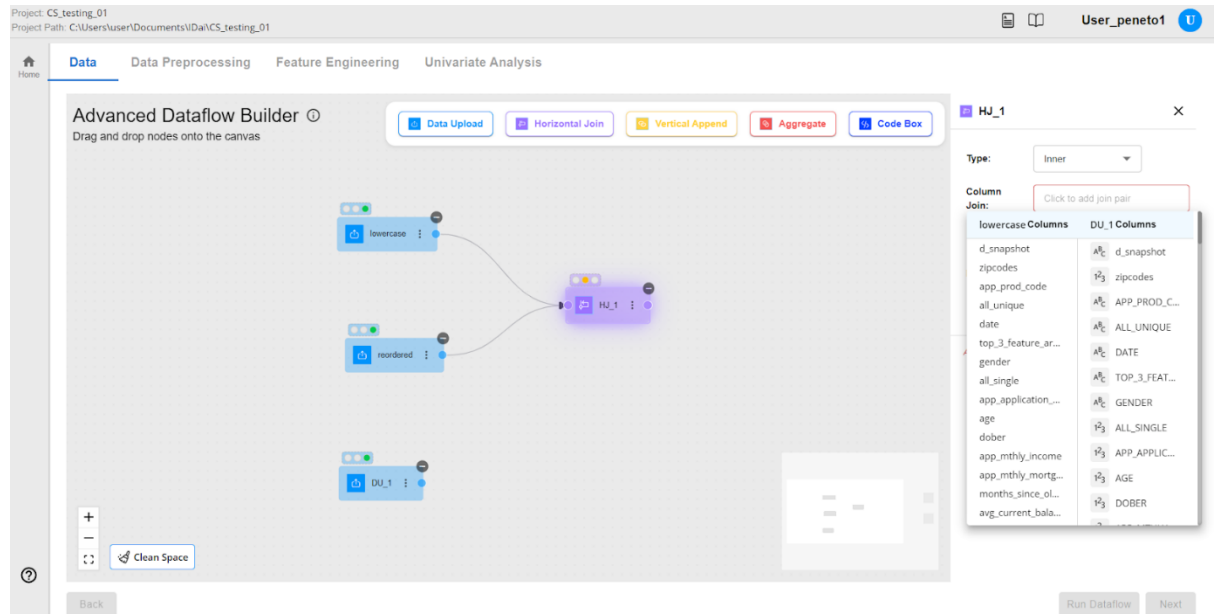 Project: CS_testing_01
Project Path: C:\Users\user\Documents\IDai\CS_testing_01
User_peneto1
U
Home
Data
Data Preprocessing
Feature Engineering
Univariate Analysis
Advanced Dataflow Builder
Drag and drop nodes onto the canvas
Data Upload
Horizontal Join
Vertical Append
Aggregate
Code Box
lowercase
reordered
DU_1
HJ_1
Clean Space
Back
HJ_1
Type:
Inner
Column
Join:
Click to add join pair
lowercase Columns
d_snapshot
zipcodes
app_prod_code
all_unique
date
top_3_feature_ar...
gender
all_single
app_application_...
age
dober
app_mthly_income
app_mthly_mortg...
months_since_ol...
avg_current_bala...
DU_1 Columns
d_snapshot
zipcodes
APP_PROD_C...
ALL_UNIQUE
DATE
TOP_3_FEAT...
GENDER
ALL_SINGLE
APP_APPLIC...
AGE
DOBER
Run Dataflow
Next